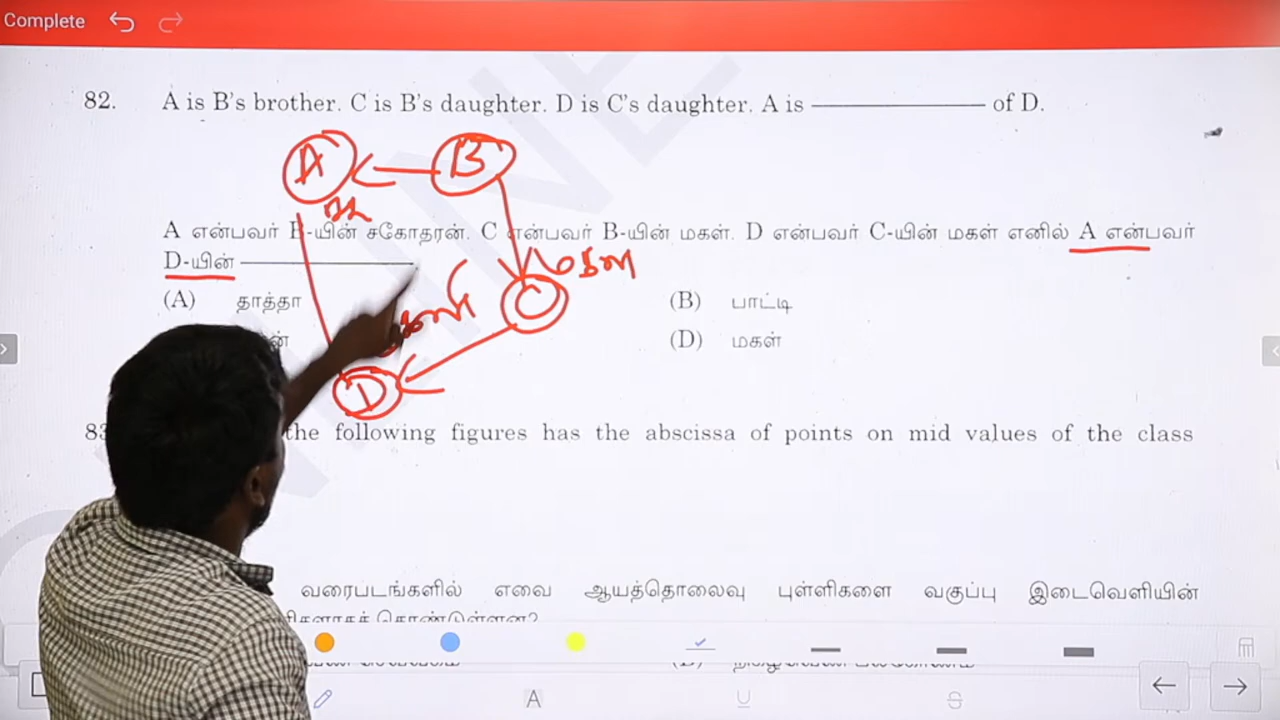 Complete
82. A is B's brother. C is B's daughter. D is C's daughter. A is ———— of D.
A B
A என்பவர் B-யின் சகோதரன். C என்பவர் B-யின் மகள். D என்பவர் C-யின் மகள் எனில் A என்பவர்
D-யின் ————
மகள்
C
(A) தாத்தா (B) பாட்டி
(D) மகள்
D
the following figures has the abscissa of points on mid values of the class
வரைபடங்களில் எவை ஆயத்தொலைவு புள்ளிகளை வகுப்பு இடைவெளியின்
A U S